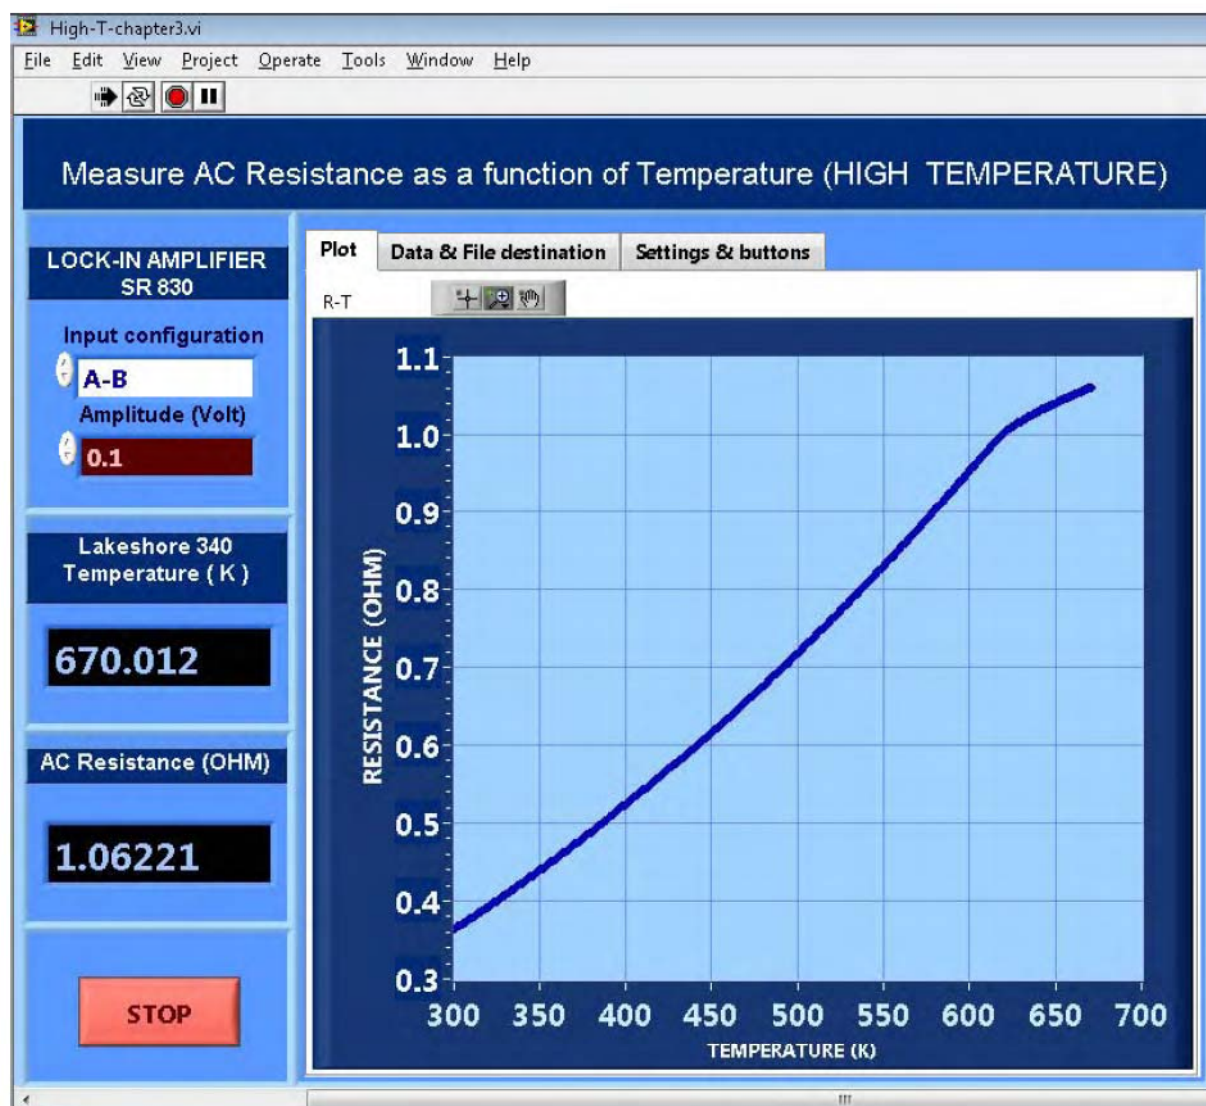 High-T-chapter3.vi
File Edit View Project Operate Tools Window Help
Measure AC Resistance as a function of Temperature (HIGH TEMPERATURE)
LOCK-IN AMPLIFIER
SR 830
Input configuration
A-B
Amplitude (Volt)
0.1
Lakeshore 340
Temperature ( K )
670.012
AC Resistance (OHM)
1.06221
STOP
Plot Data & File destination Settings & buttons
R-T
RESISTANCE (OHM)
1.1
1.0
0.9
0.8
0.7
0.6
0.5
0.4
0.3
300 350 400 450 500 550 600 650 700
TEMPERATURE (K)